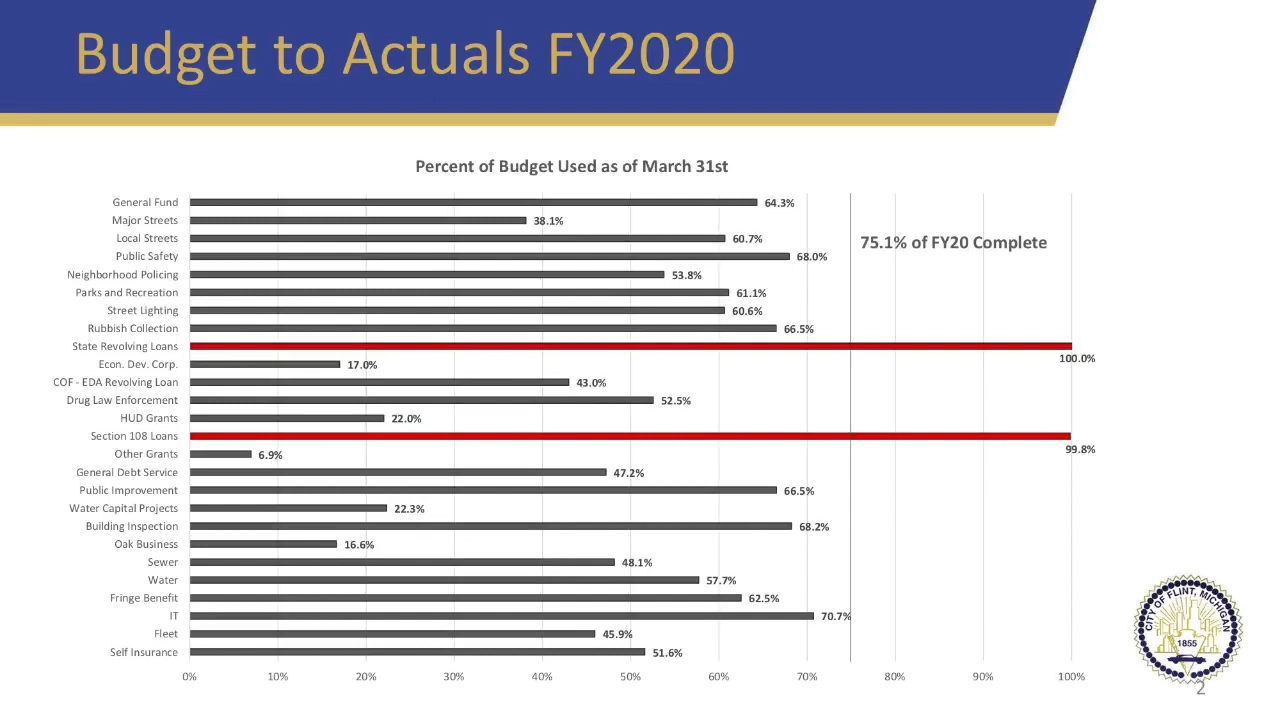 Budget to Actuals FY2020
Percent of Budget Used as of March 31st
General Fund 64.3%
Major Streets 38.1%
Local Streets 60.7%
75.1% of FY20 Complete
Public Safety 68.0%
Neighborhood Policing 53.8%
Parks and Recreation 61.1%
Street Lighting 60.6%
Rubbish Collection 66.5%
State Revolving Loans 100.0%
Econ. Dev. Corp. 17.0%
COF - EDA Revolving Loan 43.0%
Drug Law Enforcement 52.5%
HUD Grants 22.0%
Section 108 Loans 99.8%
Other Grants 6.9%
General Debt Service 47.2%
Public Improvement 66.5%
Water Capital Projects 22.3%
Building Inspection 68.2%
Oak Business 16.6%
Sewer 48.1%
Water 57.7%
Fringe Benefit 62.5%
IT 70.7%
Fleet 45.9%
Self Insurance 51.6%
0% 10% 20% 30% 40% 50% 60% 70% 80% 90% 100%
CITY OF FLINT, MICHIGAN
1855
2